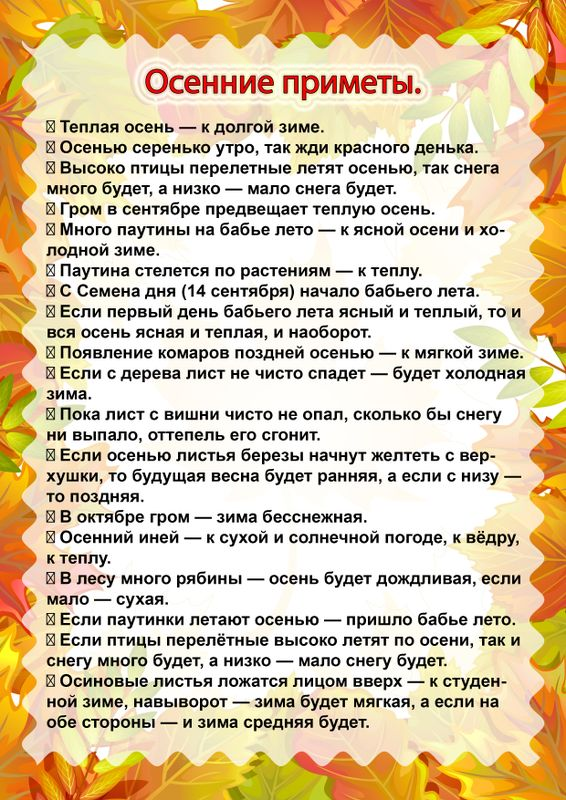 Осенние приметы.
Теплая осень — к долгой зиме.
Осенью серенько утро, так жди красного денька.
Высоко птицы перелетные летят осенью, так снега
много будет, а низко — мало снега будет.
Гром в сентябре предвещает теплую осень.
Много паутины на бабье лето — к ясной осени и хо-
лодной зиме.
Паутина стелется по растениям — к теплу.
С Семена дня (14 сентября) начало бабьего лета.
Если первый день бабьего лета ясный и теплый, то и
вся осень ясная и теплая, и наоборот.
Появление комаров поздней осенью — к мягкой зиме.
Если с дерева лист не чисто спадет — будет холодная
зима.
Пока лист с вишни чисто не опал, сколько бы снегу
ни выпало, оттепель его сгонит.
Если осенью листья березы начнут желтеть с вер-
хушки, то будущая весна будет ранняя, а если с низу —
то поздняя.
В октябре гром — зима бесснежная.
Осенний иней — к сухой и солнечной погоде, к вёдру,
к теплу.
В лесу много рябины — осень будет дождливая, если
мало — сухая.
Если паутинки летают осенью — пришло бабье лето.
Если птицы перелётные высоко летят по осени, так и
снегу много будет, а низко — мало снегу будет.
Осиновые листья ложатся лицом вверх — к студен-
ной зиме, навыворот — зима будет мягкая, а если на
обе стороны — и зима средняя будет.